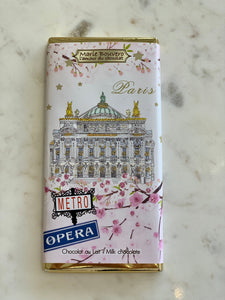 Marie Bouvero
l'amour du chocolat
Paris
METRO
OPERA
Chocolat au Lait / Milk chocolate